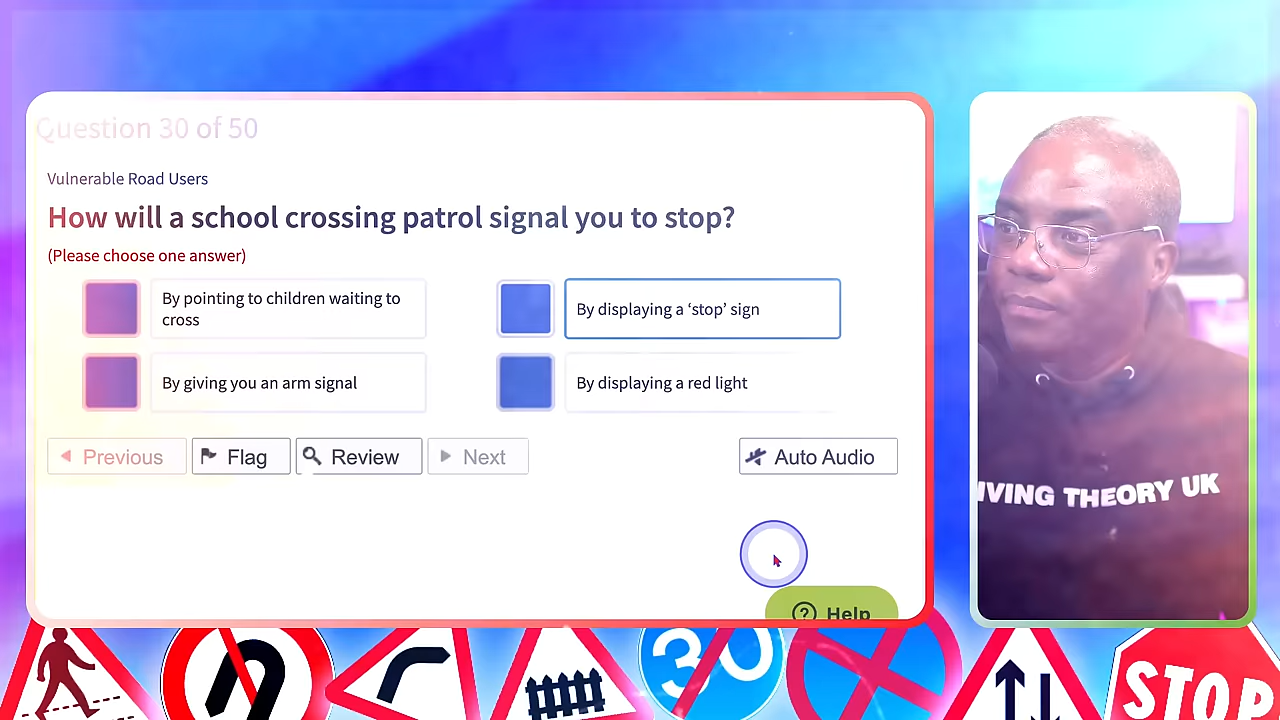 Question 30 of 50
Vulnerable Road Users
How will a school crossing patrol signal you to stop?
(Please choose one answer)
By pointing to children waiting to
cross
By displaying a ‘stop’ sign
By giving you an arm signal
By displaying a red light
Previous
Flag
Review
Next
Auto Audio
Help
IVING THEORY UK
30
STOP